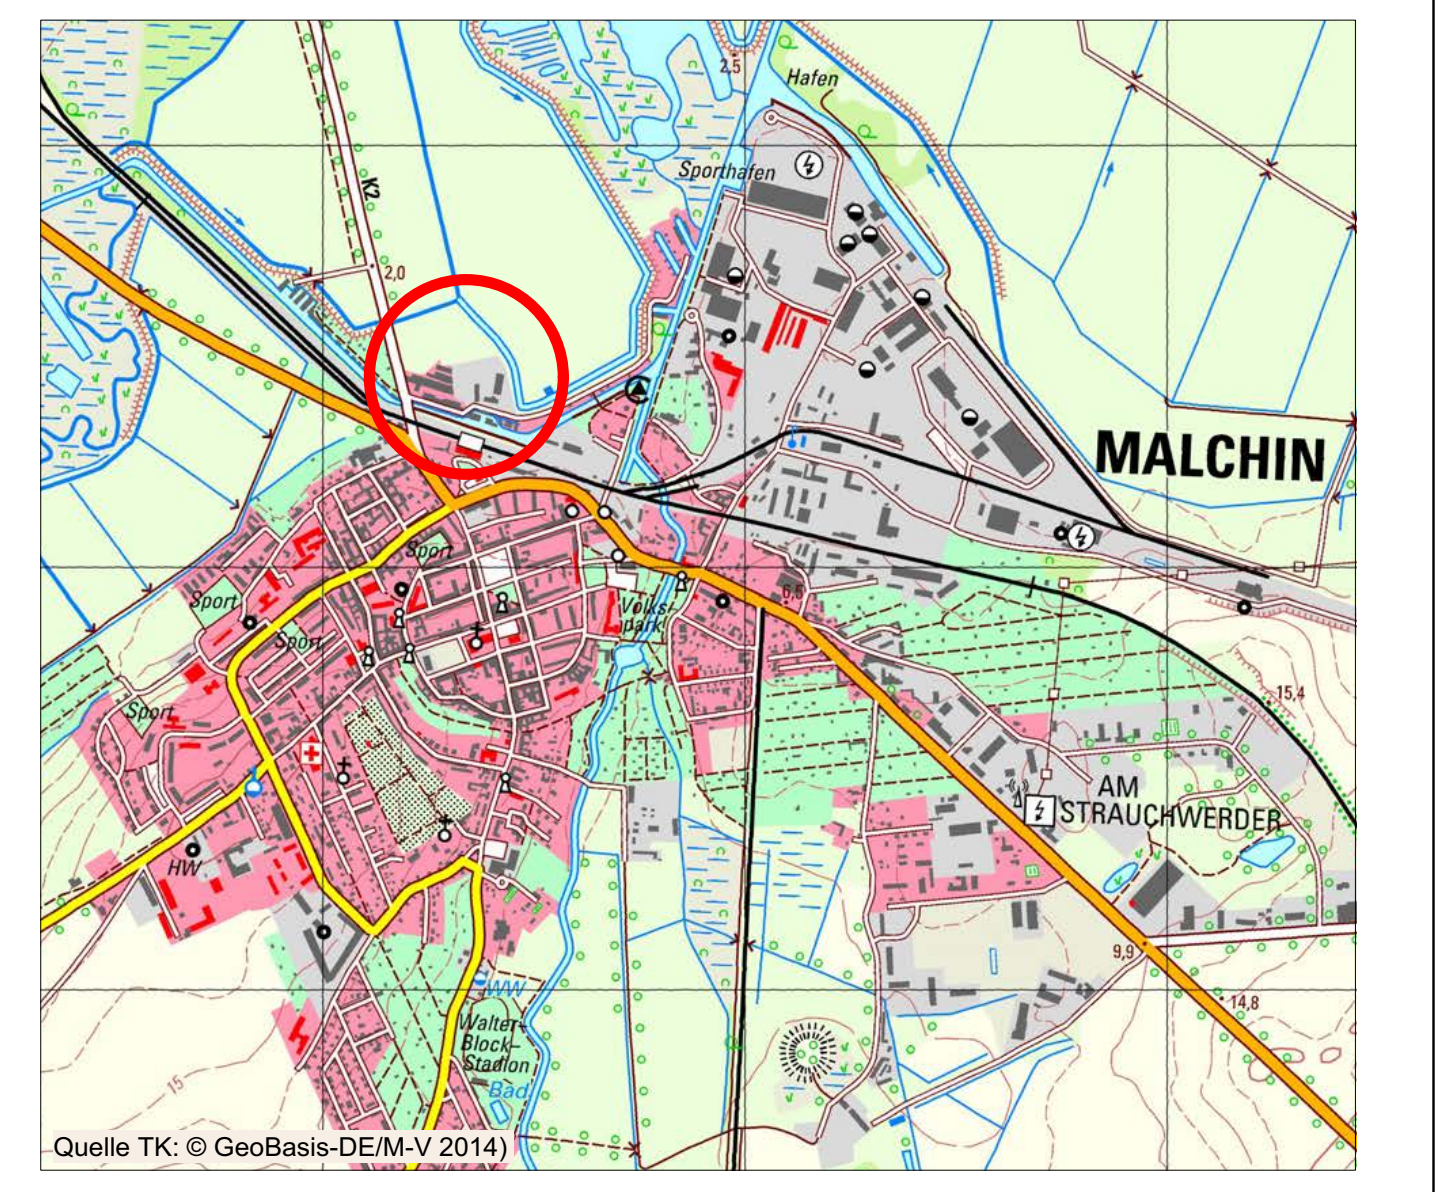 2,5
Hafen
Sporthafen
K2
2,0
MALCHIN
Sport
Sport
Sport
Volks-
park
6,5
15,4
Sport
AM
STRAUCHWERDER
HW
9,9
14,8
WW
Walter-
Block-
Stadion
Bad
15
Quelle TK: © GeoBasis-DE/M-V 2014)